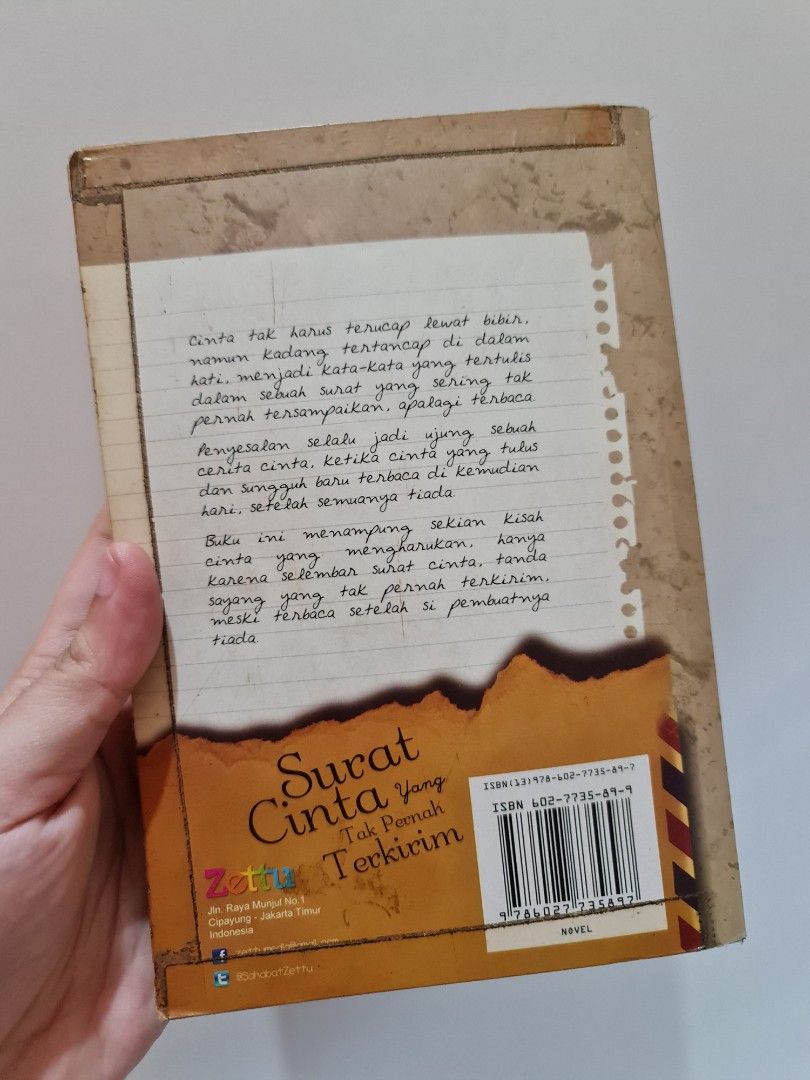 Cinta tak harus terucap lewat bibir,
namun kadang tertancap di dalam
hati, menjadi kata-kata yang tertulis
dalam sebuah surat yang sering tak
pernah tersampaikan, apalagi terbaca.
Penyesalan selalu jadi ujung sebuah
cerita cinta, ketika cinta yang tulus
dan sungguh baru terbaca di kemudian
hari, setelah semuanya tiada.
Buku ini menampung sekian kisah
cinta yang mengharukan, hanya
karena selembar surat cinta, tanda
sayang yang tak pernah terkirim,
meski terbaca setelah si pembuatnya
tiada.
Surat
Cinta Yang
Tak Pernah
Terkirim
Zettu
Jln. Raya Munjul No.1
Cipayung - Jakarta Timur
Indonesia
@SahabatZettu
ISBN(13)978-602-7735-89-7
ISBN 602-7735-89-9
9 786027 735897
NOVEL